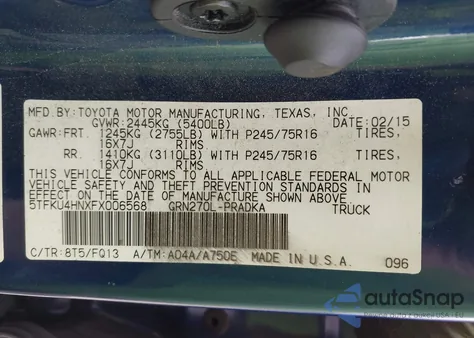 MFD.BY:TOYOTA MOTOR MANUFACTURING, TEXAS, INC
GVWR:2445KG (5400LB) DATE:02/15
GAWR:FRT. 1245KG (2755LB) WITH P245/75R16 TIRES,
16X7J RIMS
RR. 1410KG (3110LB) WITH P245/75R16 TIRES,
16X7J RIMS
THIS VEHICLE CONFORMS TO ALL APPLICABLE FEDERAL MOTOR
VEHICLE SAFETY AND THEFT PREVENTION STANDARDS IN
EFFECT ON THE DATE OF MANUFACTURE SHOWN ABOVE.
5TFKU4HNXFX006568 GRN270L-PRADKA TRUCK
C/TR:8T5/FQ13 A/TM:A04A/A750E MADE IN U.S.A. 096
autoSnap